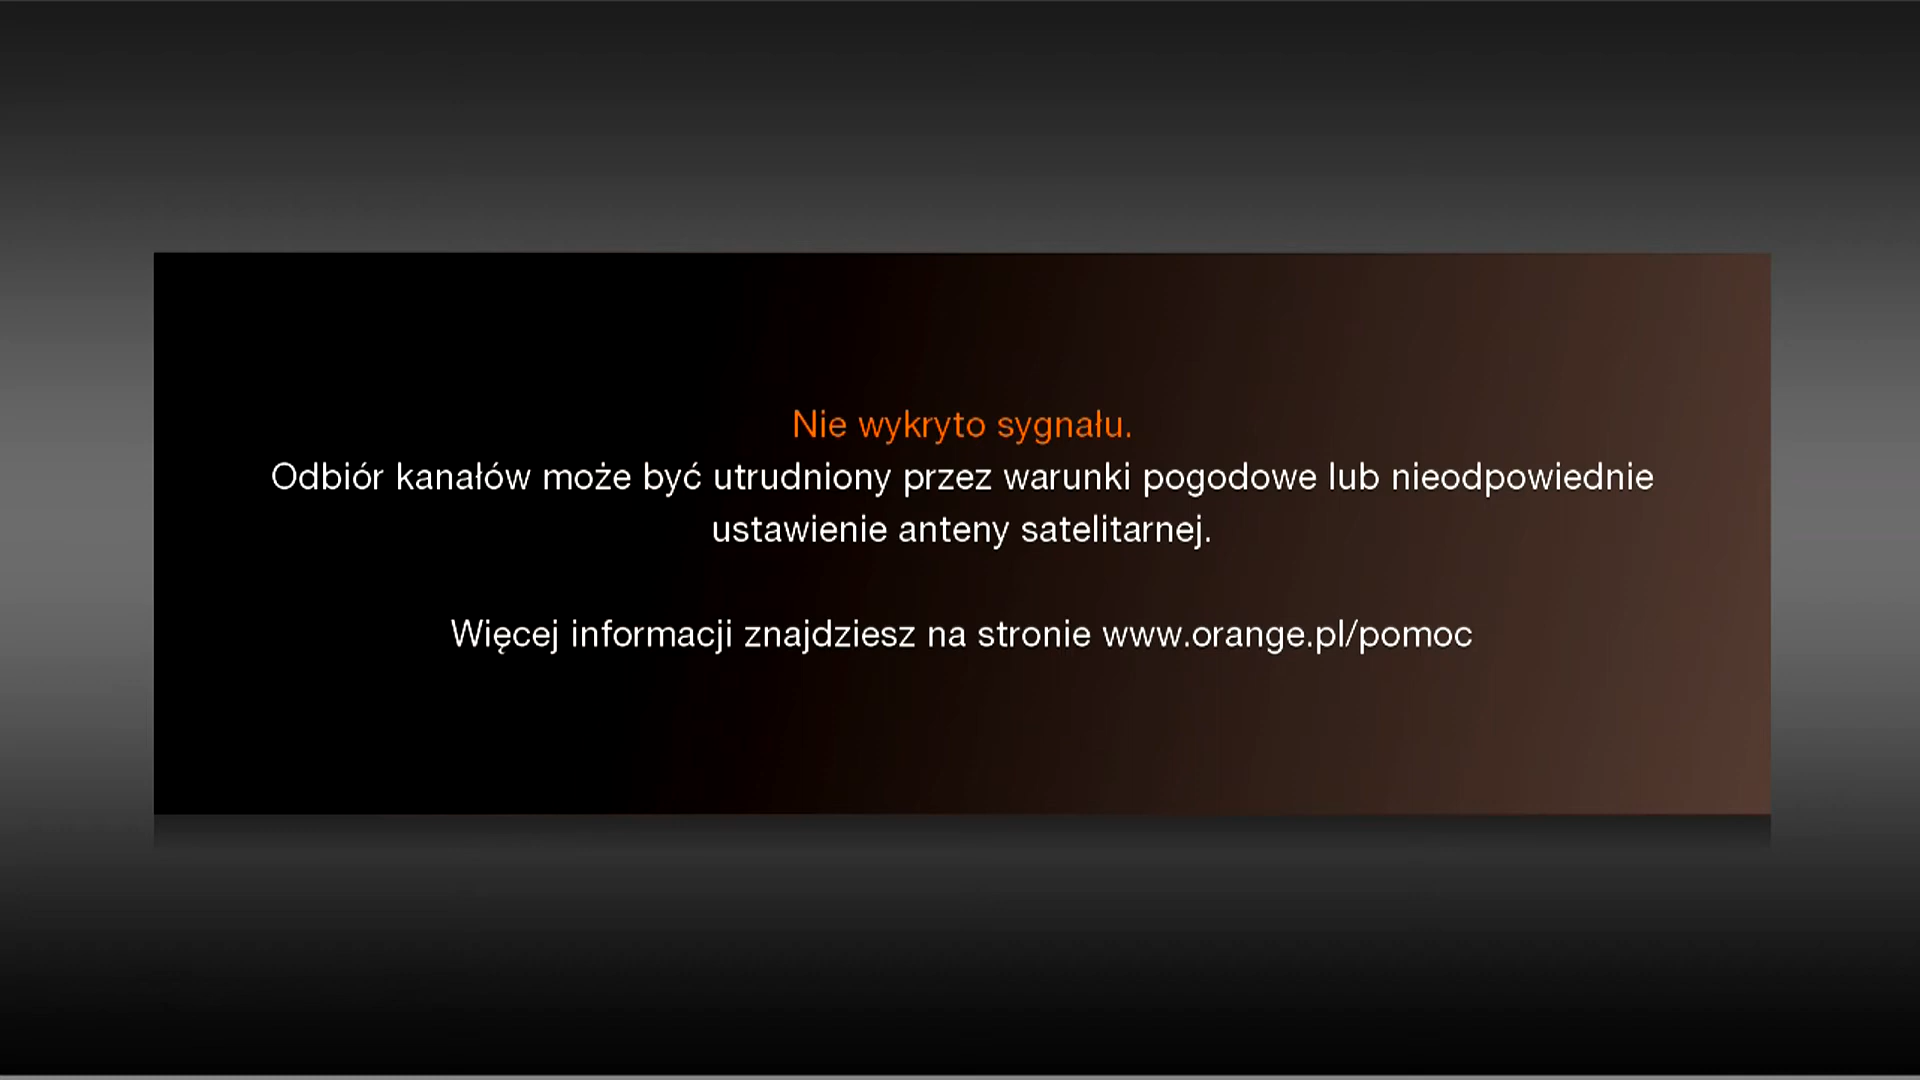 Nie wykryto sygnału.
Odbiór kanałów może być utrudniony przez warunki pogodowe lub nieodpowiednie
ustawienie anteny satelitarnej.
Więcej informacji znajdziesz na stronie www.orange.pl/pomoc